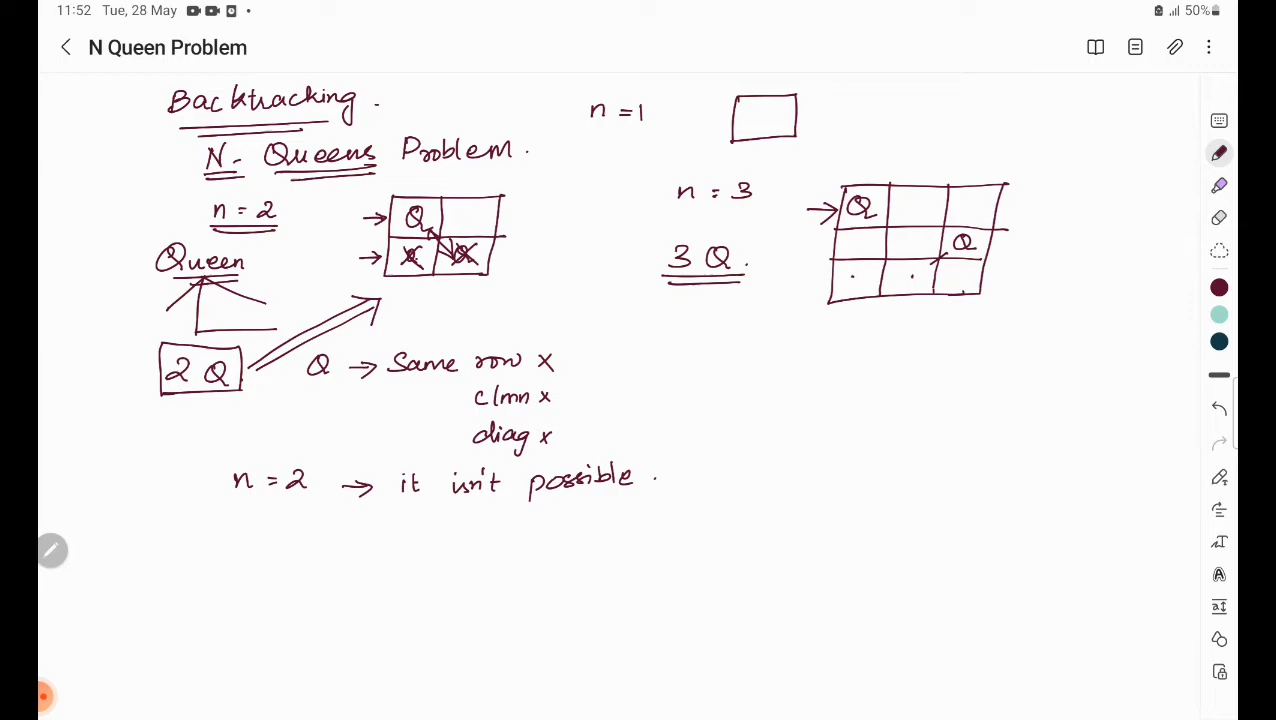 11:52 Tue, 28 May
50%
N Queen Problem
Backtracking.
N- Queens Problem.
n = 1
n = 2
n = 3
Queen
3 Q.
Q
Q
Q
2 Q
Q → Same row x
clmn x
diag x
n = 2 → it isn't possible.